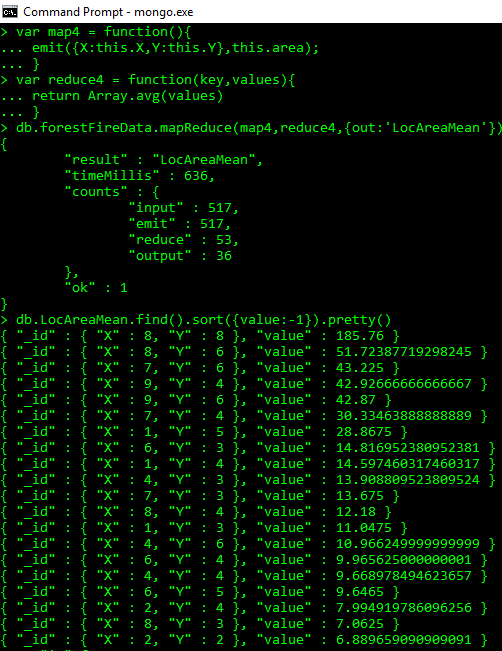 Command Prompt - mongo.exe
> var map4 = function(){
... emit({X:this.X,Y:this.Y},this.area);
... }
> var reduce4 = function(key,values){
... return Array.avg(values)
... }
> db.forestFireData.mapReduce(map4,reduce4,{out:'LocAreaMean'})
{
"result" : "LocAreaMean",
"timeMillis" : 636,
"counts" : {
"input" : 517,
"emit" : 517,
"reduce" : 53,
"output" : 36
},
"ok" : 1
}
> db.LocAreaMean.find().sort({value:-1}).pretty()
{ "_id" : { "X" : 8, "Y" : 8 }, "value" : 185.76 }
{ "_id" : { "X" : 8, "Y" : 6 }, "value" : 51.72387719298245 }
{ "_id" : { "X" : 7, "Y" : 6 }, "value" : 43.225 }
{ "_id" : { "X" : 9, "Y" : 4 }, "value" : 42.92666666666667 }
{ "_id" : { "X" : 9, "Y" : 6 }, "value" : 42.87 }
{ "_id" : { "X" : 7, "Y" : 4 }, "value" : 30.33463888888889 }
{ "_id" : { "X" : 1, "Y" : 5 }, "value" : 28.8675 }
{ "_id" : { "X" : 6, "Y" : 3 }, "value" : 14.816952380952381 }
{ "_id" : { "X" : 1, "Y" : 4 }, "value" : 14.597460317460317 }
{ "_id" : { "X" : 4, "Y" : 3 }, "value" : 13.908809523809524 }
{ "_id" : { "X" : 7, "Y" : 3 }, "value" : 13.675 }
{ "_id" : { "X" : 8, "Y" : 4 }, "value" : 12.18 }
{ "_id" : { "X" : 1, "Y" : 3 }, "value" : 11.0475 }
{ "_id" : { "X" : 4, "Y" : 6 }, "value" : 10.966249999999999 }
{ "_id" : { "X" : 6, "Y" : 4 }, "value" : 9.965625000000001 }
{ "_id" : { "X" : 4, "Y" : 4 }, "value" : 9.668978494623657 }
{ "_id" : { "X" : 6, "Y" : 5 }, "value" : 9.6465 }
{ "_id" : { "X" : 2, "Y" : 4 }, "value" : 7.994919786096256 }
{ "_id" : { "X" : 8, "Y" : 3 }, "value" : 7.0625 }
{ "_id" : { "X" : 2, "Y" : 2 }, "value" : 6.889659090909091 }